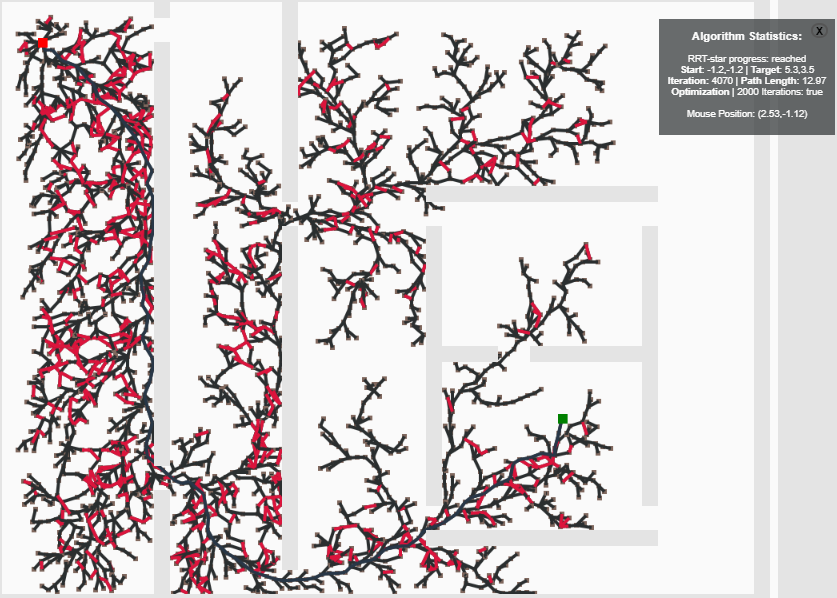 X
Algorithm Statistics:
RRT-star progress: reached
Start: -1.2,-1.2 | Target: 5.3,3.5
Iteration: 4070 | Path Length: 12.97
Optimization | 2000 Iterations: true
Mouse Position: (2.53,-1.12)